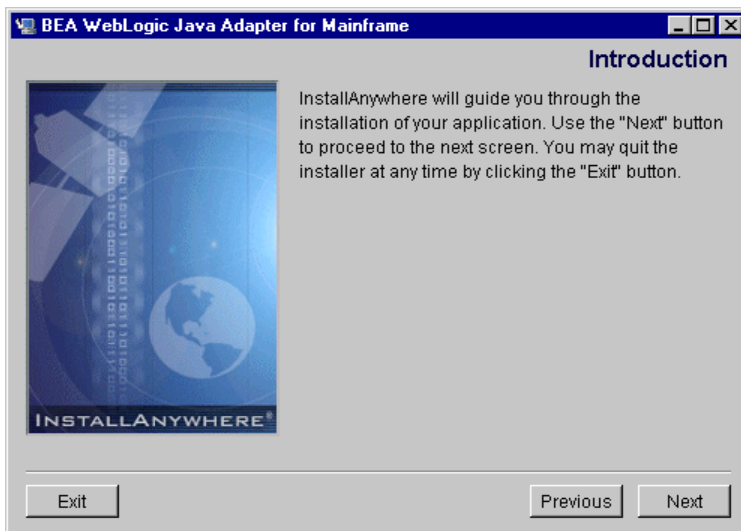 BEA WebLogic Java Adapter for Mainframe
Introduction
InstallAnywhere will guide you through the
installation of your application. Use the "Next" button
to proceed to the next screen. You may quit the
installer at any time by clicking the "Exit" button.
INSTALLANYWHERE®
Exit
Previous
Next